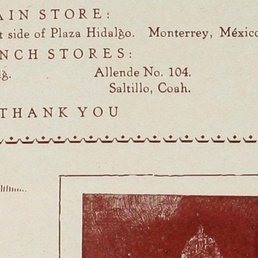 AIN STORE:
t side of Plaza Hidalgo. Monterrey, México
NCH STORES:
g. Allende No. 104.
Saltillo, Coah.
THANK YOU